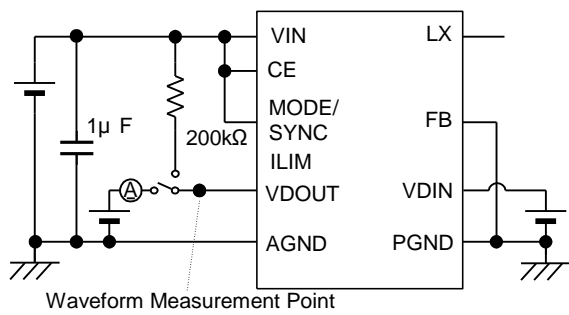 VIN
LX
CE
MODE/
SYNC
FB
1μ F
200kΩ
ILIM
A
VDOUT
VDIN
AGND
PGND
Waveform Measurement Point